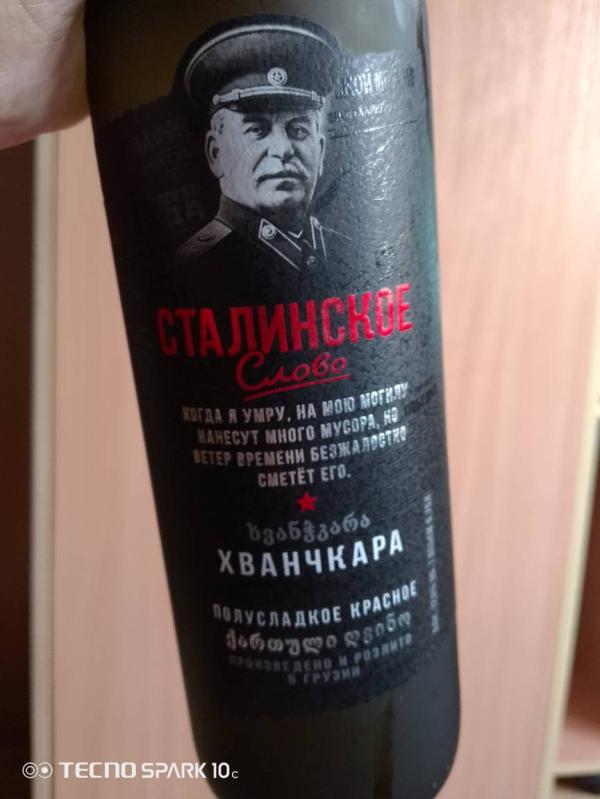 СТАЛИНСКОЕ
Слово
КОГДА Я УМРУ, НА МОЮ МОГИЛУ
НАНЕСУТ МНОГО МУСОРА, НО
ВЕТЕР ВРЕМЕНИ БЕЗЖАЛОСТНО
СМЕТЁТ ЕГО.
ხვანჭკარა
ХВАНЧКАРА
ПОЛУСЛАДКОЕ КРАСНОЕ
ქართული ღვინო
ПРОИЗВЕДЕНО И РОЗЛИТО
В ГРУЗИИ
TECNO SPARK 10C